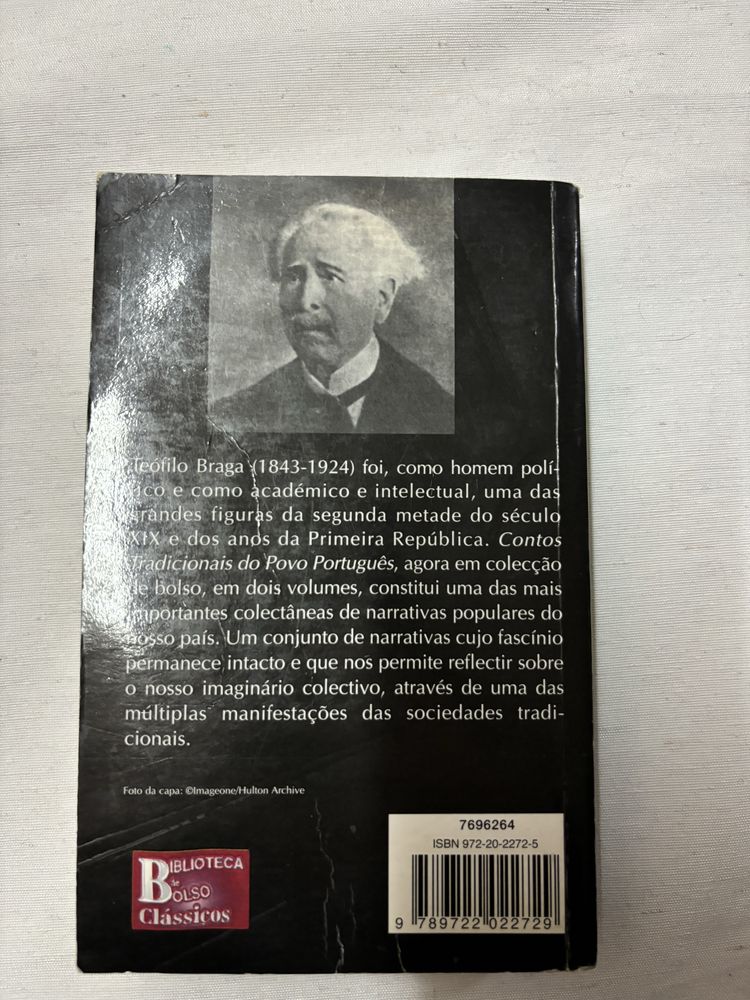 Teófilo Braga (1843-1924) foi, como homem polí-
tico e como académico e intelectual, uma das
grandes figuras da segunda metade do século
XIX e dos anos da Primeira República. Contos
Tradicionais do Povo Português, agora em colecção
de bolso, em dois volumes, constitui uma das mais
importantes colectâneas de narrativas populares do
nosso país. Um conjunto de narrativas cujo fascínio
permanece intacto e que nos permite reflectir sobre
o nosso imaginário colectivo, através de uma das
múltiplas manifestações das sociedades tradi-
cionais.
Foto da capa: ©Imageone/Hulton Archive
BIBLIOTECA
de
BOLSO
Clássicos
7696264
ISBN 972-20-2272-5
9 789722 022729